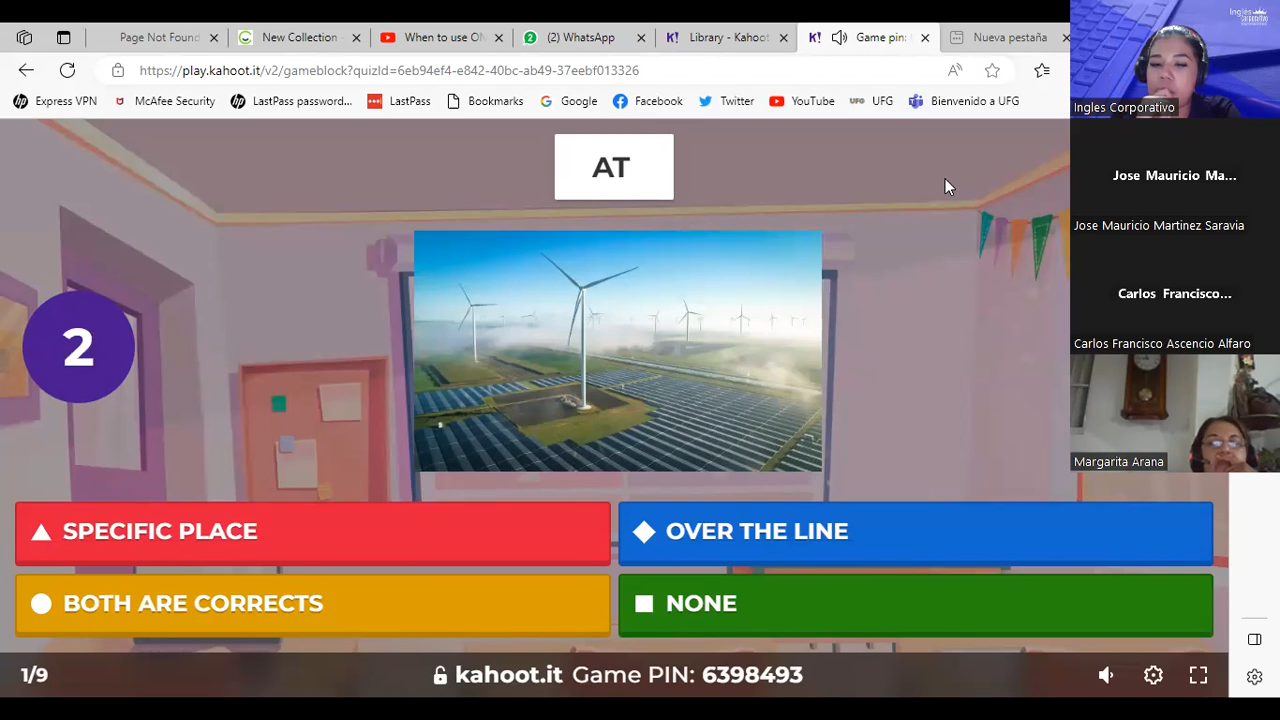 Page Not Found
New Collection -
When to use ON
(2) WhatsApp
Library - Kahoot
K!
Game pin:
Nueva pestaña
https://play.kahoot.it/v2/gameblock?quizId=6eb94ef4-e842-40bc-ab49-37eebf013326
Express VPN
McAfee Security
LastPass password...
LastPass
Bookmarks
Google
Facebook
Twitter
YouTube
UFG
UFG
Bienvenido a UFG
Ingles
Corporativo
Ingles Corporativo
Jose Mauricio Ma...
Jose Mauricio Martinez Saravia
Carlos Francisco...
Carlos Francisco Ascencio Alfaro
Margarita Arana
AT
2
SPECIFIC PLACE
OVER THE LINE
BOTH ARE CORRECTS
NONE
1/9
kahoot.it Game PIN: 6398493